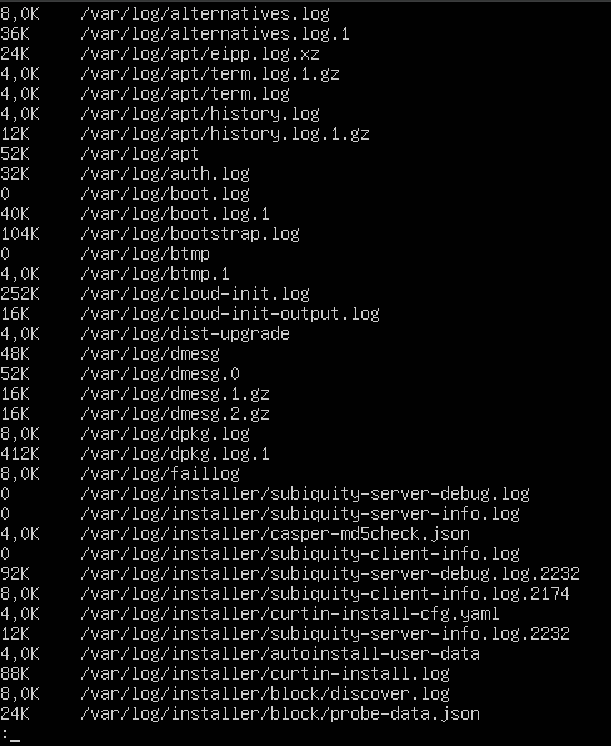 8,0K /var/log/alternatives.log
36K /var/log/alternatives.log.1
24K /var/log/apt/eipp.log.xz
4,0K /var/log/apt/term.log.1.gz
4,0K /var/log/apt/term.log
4,0K /var/log/apt/history.log
12K /var/log/apt/history.log.1.gz
52K /var/log/apt
32K /var/log/auth.log
0 /var/log/boot.log
40K /var/log/boot.log.1
104K /var/log/bootstrap.log
0 /var/log/btmp
4,0K /var/log/btmp.1
252K /var/log/cloud-init.log
16K /var/log/cloud-init-output.log
4,0K /var/log/dist-upgrade
48K /var/log/dmesg
52K /var/log/dmesg.0
16K /var/log/dmesg.1.gz
16K /var/log/dmesg.2.gz
8,0K /var/log/dpkg.log
412K /var/log/dpkg.log.1
8,0K /var/log/faillog
0 /var/log/installer/subiquity-server-debug.log
0 /var/log/installer/subiquity-server-info.log
4,0K /var/log/installer/casper-md5check.json
0 /var/log/installer/subiquity-client-info.log
92K /var/log/installer/subiquity-server-debug.log.2232
8,0K /var/log/installer/subiquity-client-info.log.2174
4,0K /var/log/installer/curtin-install-cfg.yaml
12K /var/log/installer/subiquity-server-info.log.2232
4,0K /var/log/installer/autoinstall-user-data
88K /var/log/installer/curtin-install.log
8,0K /var/log/installer/block/discover.log
24K /var/log/installer/block/probe-data.json
:_